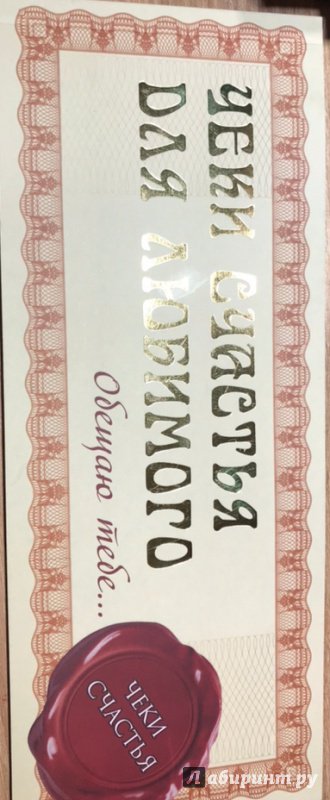 ЧЕКИ СЧАСТЬЯ
ДЛЯ ЛЮБИМОГО
Обещаю тебе...
ЧЕКИ
СЧАСТЬЯ
Лабиринт.ру